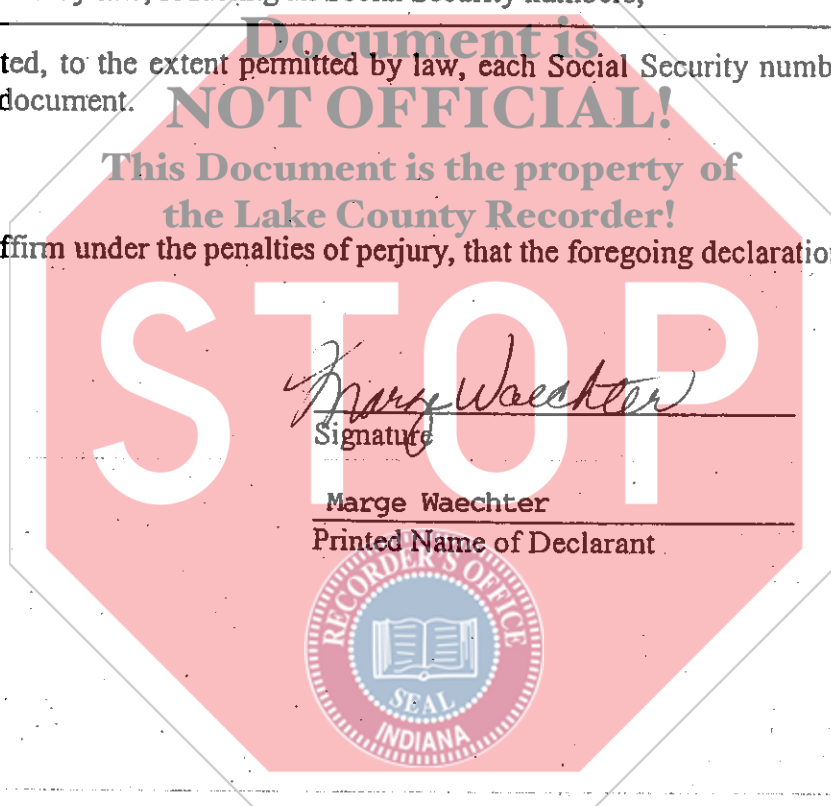 Document is
ted, to the extent permitted by law, each Social Security numb
document.
NOT OFFICIAL!
This Document is the property of
the Lake County Recorder!
ffirm under the penalties of perjury, that the foregoing declaration
STOP
Marge Waechter
Signature
Marge Waechter
Printed Name of Declarant
RECORDER'S OFFICE
SEAL
INDIANA